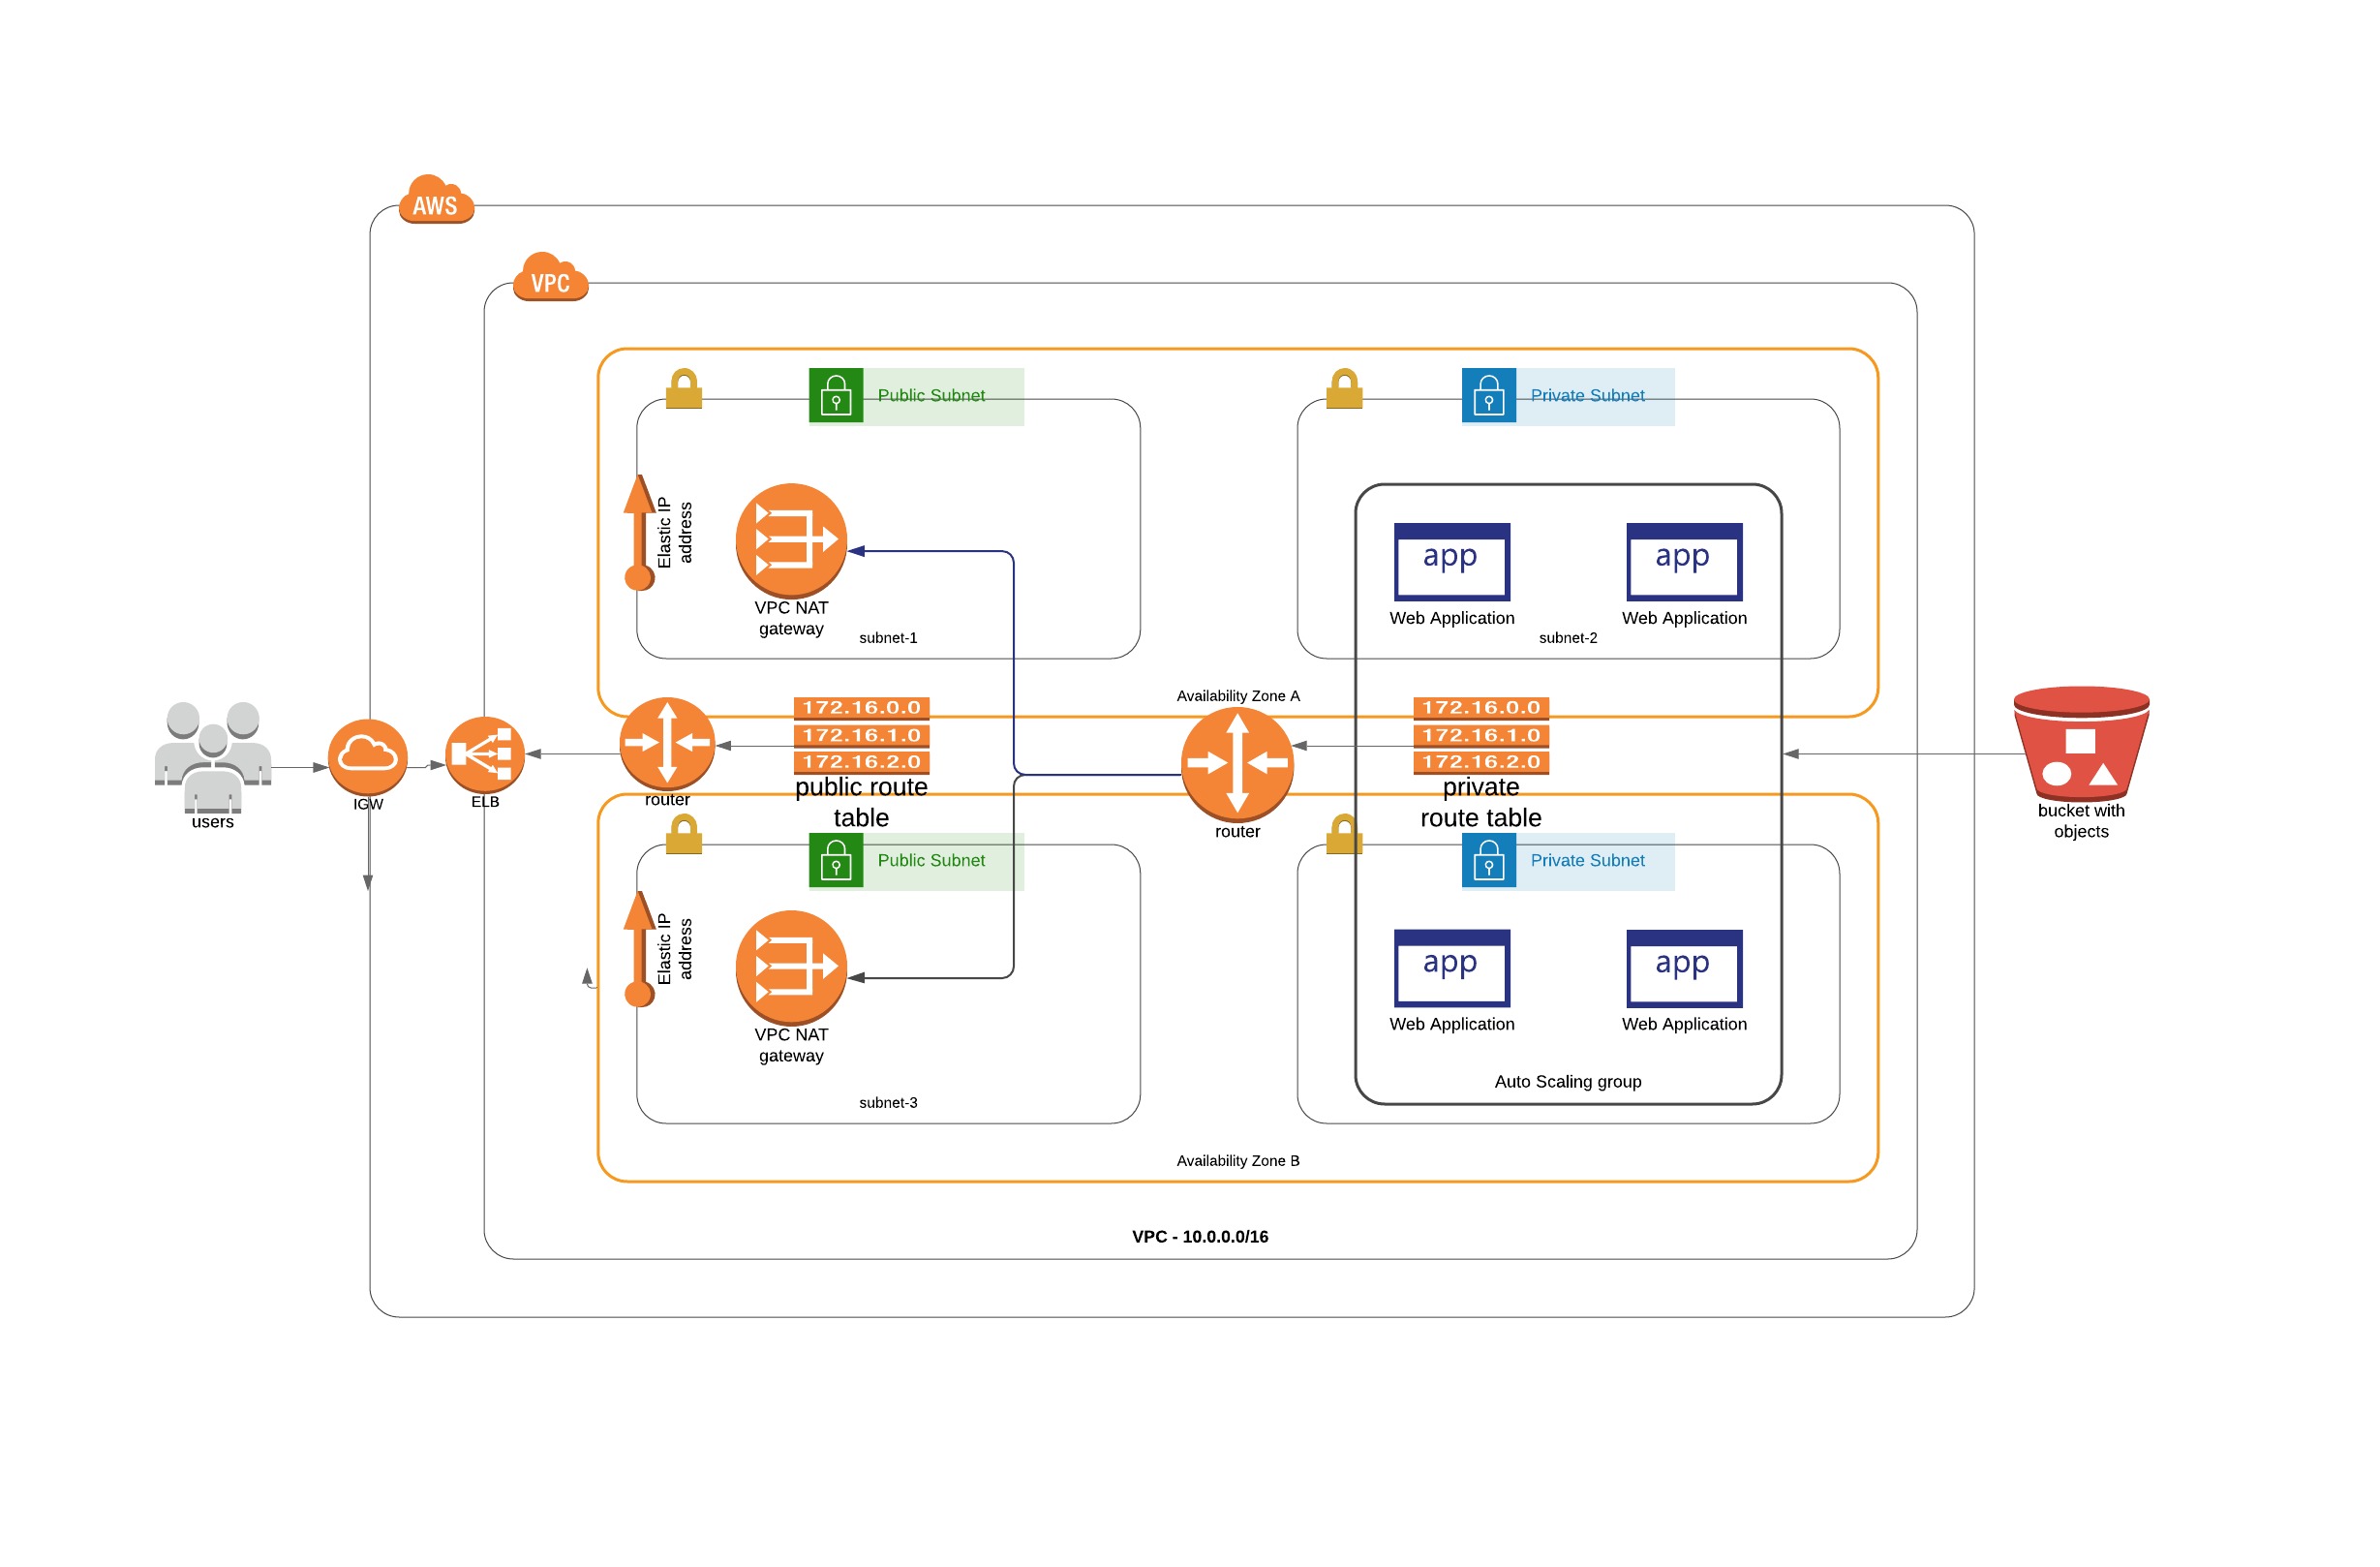 AWS
VPC
Public Subnet
Private Subnet
Elastic IP
address
VPC NAT
gateway
subnet-1
app
Web Application
app
Web Application
subnet-2
Availability Zone A
users
IGW
ELB
router
172.16.0.0
172.16.1.0
172.16.2.0
public route
table
router
172.16.0.0
172.16.1.0
172.16.2.0
private
route table
bucket with
objects
Public Subnet
Private Subnet
Elastic IP
address
VPC NAT
gateway
subnet-3
app
Web Application
app
Web Application
Auto Scaling group
Availability Zone B
VPC - 10.0.0.0/16